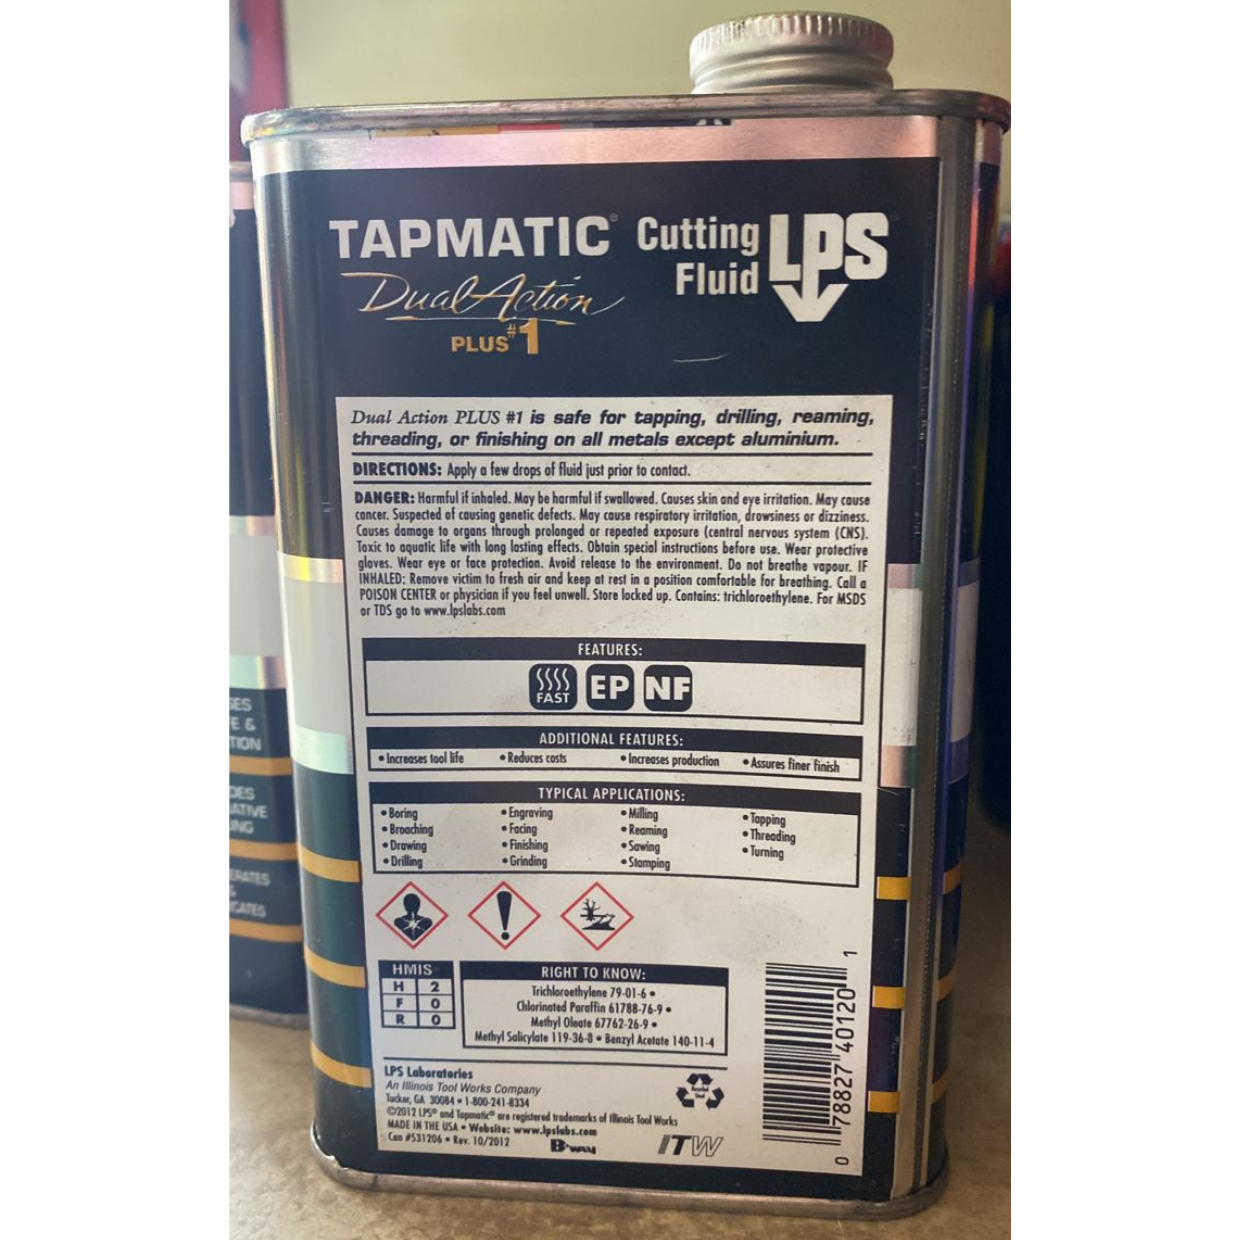 TAPMATIC® Cutting Fluid LPS®
Dual Action
PLUS #1
Dual Action PLUS #1 is safe for tapping, drilling, reaming,
threading, or finishing on all metals except aluminium.
DIRECTIONS: Apply a few drops of fluid just prior to contact.
DANGER: Harmful if inhaled. May be harmful if swallowed. Causes skin and eye irritation. May cause
cancer. Suspected of causing genetic defects. May cause respiratory irritation, drowsiness or dizziness.
Causes damage to organs through prolonged or repeated exposure (central nervous system (CNS).
Toxic to aquatic life with long lasting effects. Obtain special instructions before use. Wear protective
gloves. Wear eye or face protection. Avoid release to the environment. Do not breathe vapour. IF
INHALED: Remove victim to fresh air and keep at rest in a position comfortable for breathing. Call a
POISON CENTER or physician if you feel unwell. Store locked up. Contains: trichloroethylene. For MSDS
or TDS go to www.lpslabs.com
FEATURES:
FAST EP NF
ADDITIONAL FEATURES:
• Increases tool life • Reduces costs • Increases production • Assures finer finish
TYPICAL APPLICATIONS:
• Boring • Engraving • Milling • Tapping
• Broaching • Facing • Reaming • Threading
• Drawing • Finishing • Sawing • Turning
• Drilling • Grinding • Stamping
HMIS
H 2
F 0
R 0
RIGHT TO KNOW:
Trichloroethylene 79-01-6 •
Chlorinated Paraffin 61788-76-9 •
Methyl Oleate 67762-26-9 •
Methyl Salicylate 119-36-8 • Benzyl Acetate 140-11-4
LPS Laboratories
An Illinois Tool Works Company
Tucker, GA 30084 • 1-800-241-8334
©2012 LPS® and Tapmatic® are registered trademarks of Illinois Tool Works
MADE IN THE USA • Website: www.lpslabs.com
Can #531206 • Rev. 10/2012
B·way
ITW
0 78827 40120 1
& 
TION